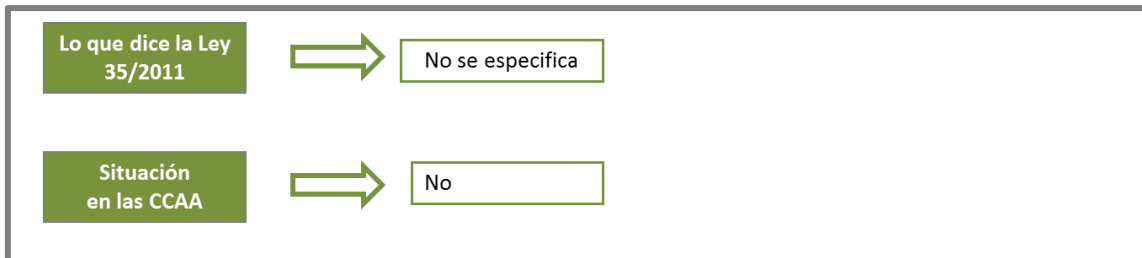 Lo que dice la Ley
35/2011
No se especifica
Situación
en las CCAA
No